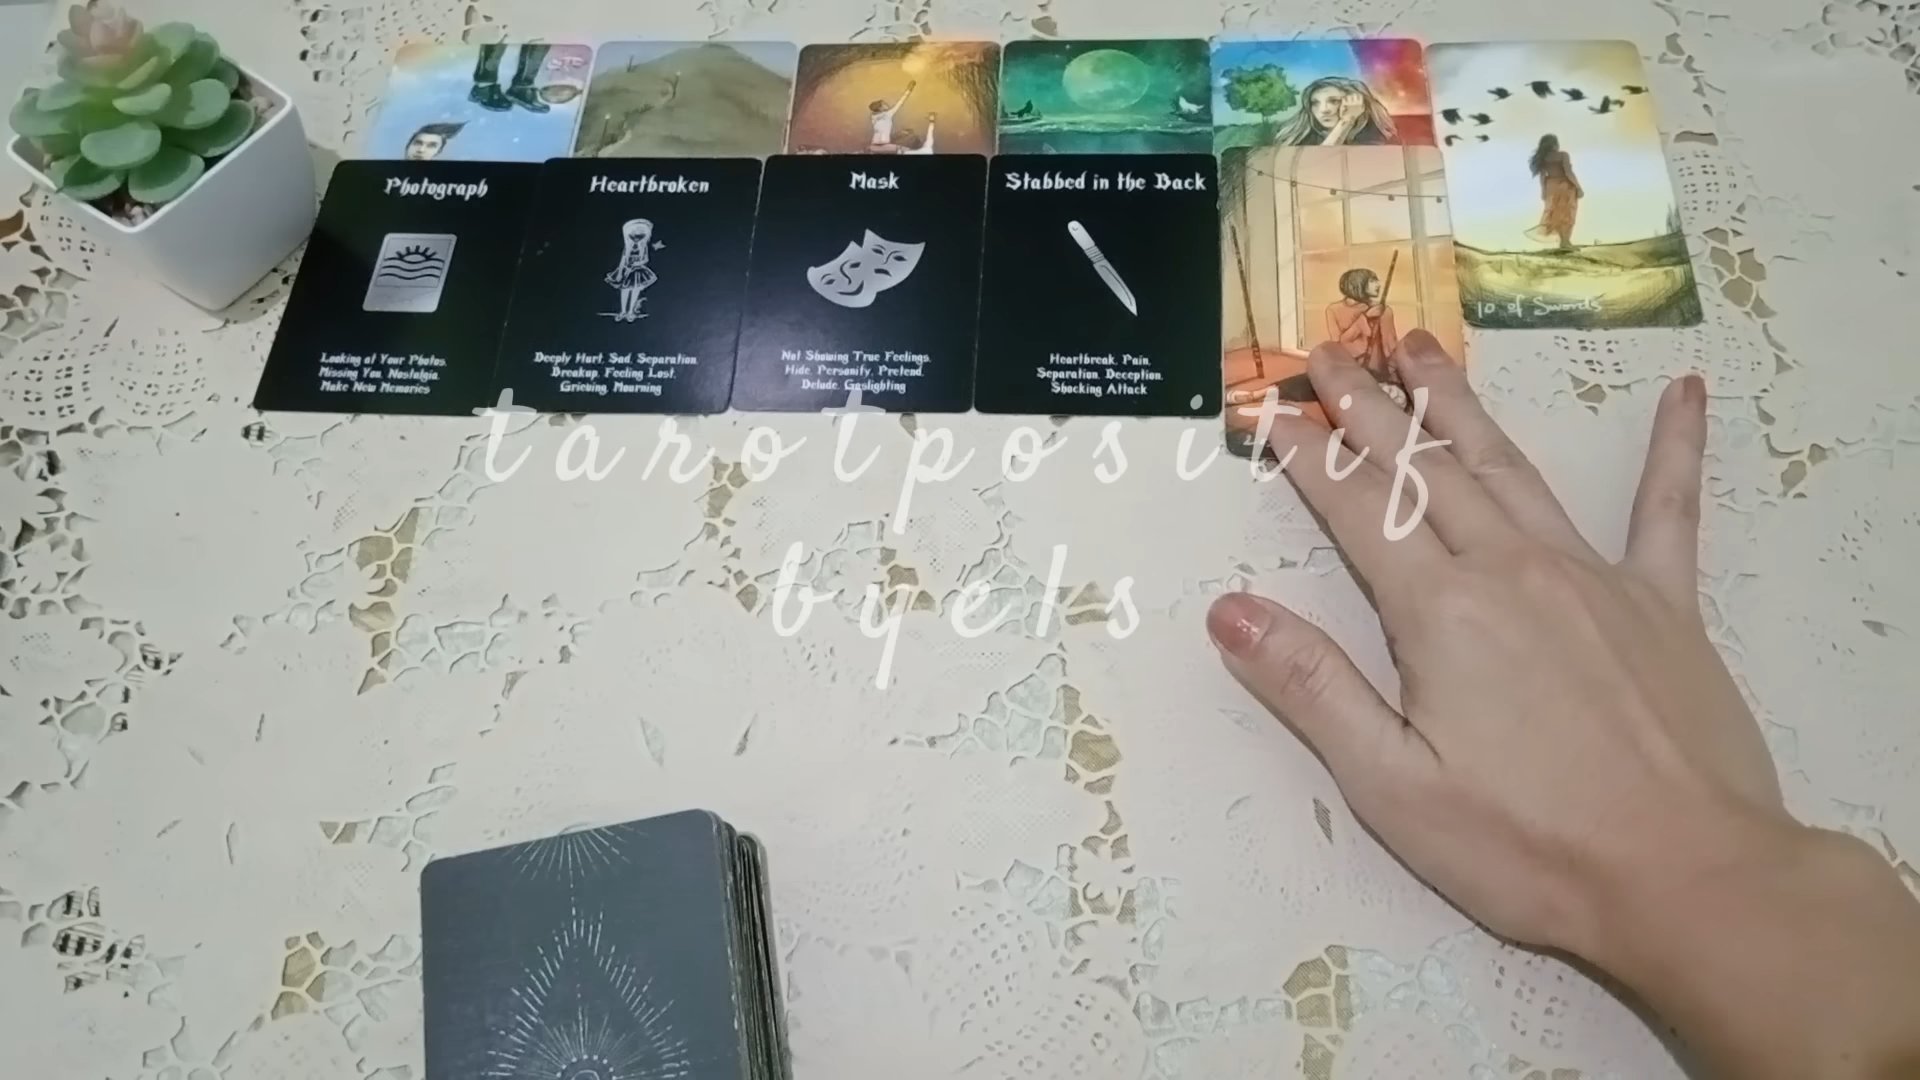 Photograph
Looking at Your Photos,
Missing You, Nostalgia,
Make New Memories
Heartbroken
Deeply Hurt, Sad, Separation,
Breakup, Feeling Lost,
Grieving, Mourning
Mask
Not Showing True Feelings,
Hide, Personify, Pretend,
Delude, Gaslighting
Stabbed in the Back
Heartbreak, Pain,
Separation, Deception,
Shocking Attack
10 of Swords
tarotpositif
byels